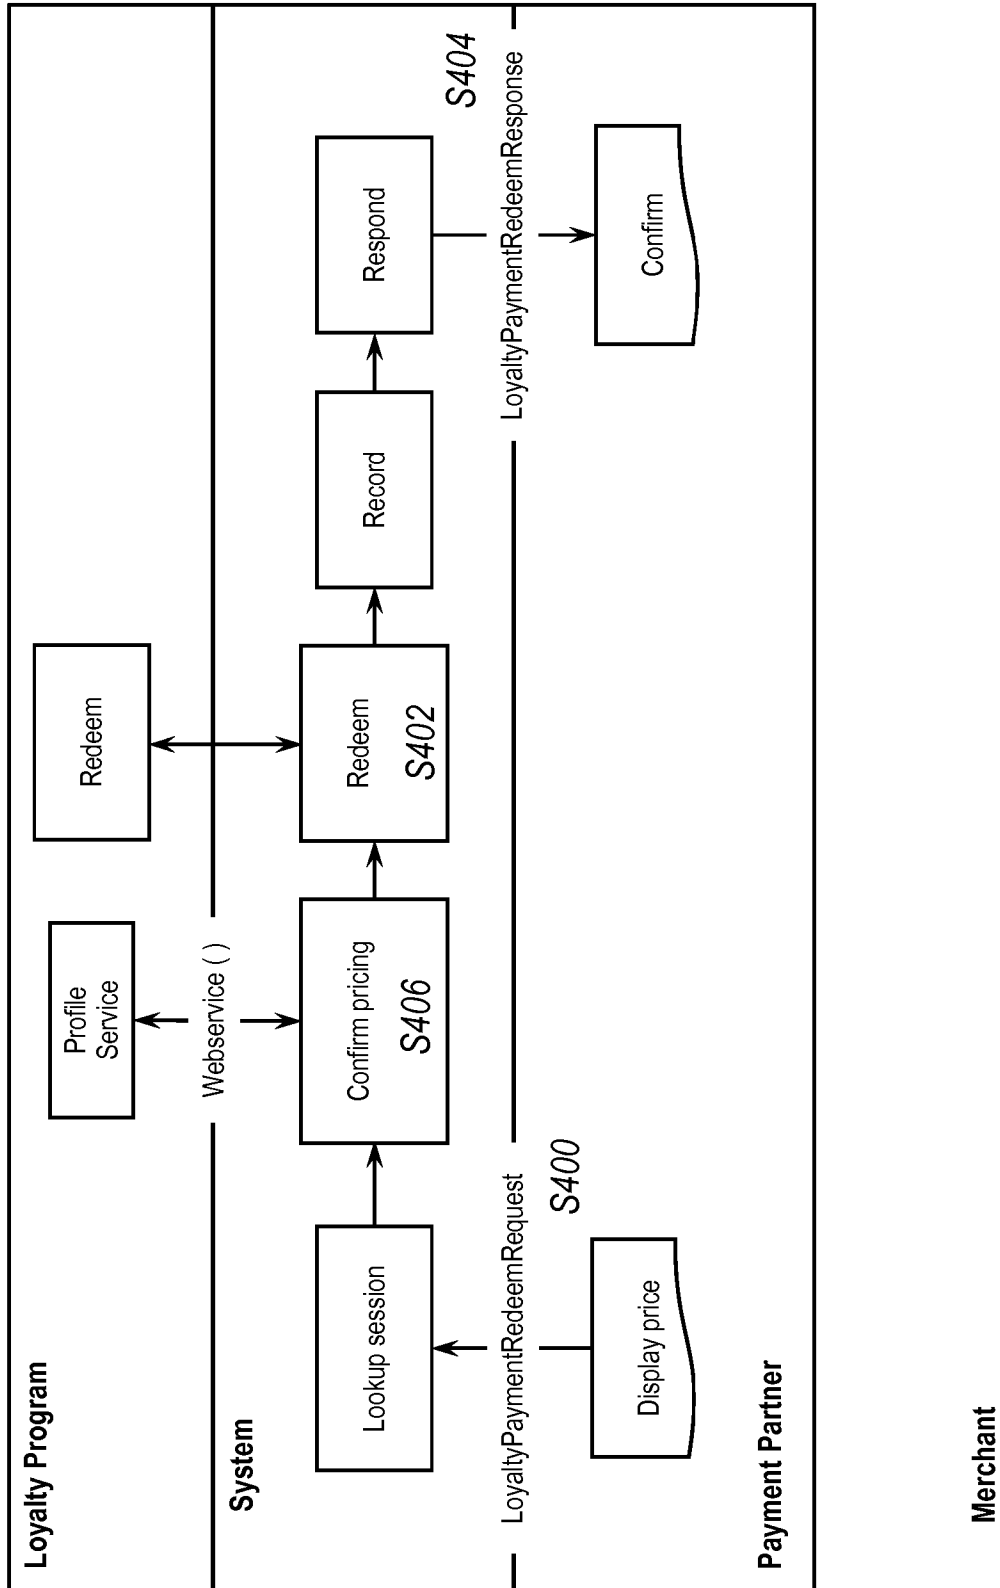 Loyalty Program
Profile
Service
Redeem
Webservice ( )
System
Lookup session
Confirm pricing
S406
Redeem
S402
Record
Respond
S404
LoyaltyPaymentRedeemRequest
LoyaltyPaymentRedeemResponse
S400
Display price
Confirm
Payment Partner
Merchant